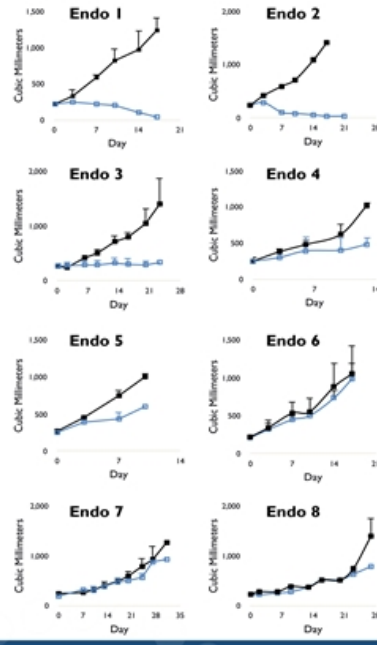 Endo 1
Cubic Millimeters
1,500
1,000
500
0
0 7 14 21
Day
Endo 2
Cubic Millimeters
2,000
1,000
0
0 7 14 21
Day
Endo 3
Cubic Millimeters
2,000
1,000
0
0 7 14 21 28
Day
Endo 4
Cubic Millimeters
1,500
1,000
500
0
0 7
Day
Endo 5
Cubic Millimeters
1,500
1,000
500
0
0 7 14
Day
Endo 6
Cubic Millimeters
1,500
1,000
500
0
0 7 14
Day
Endo 7
Cubic Millimeters
2,000
1,000
0
0 7 14 21 28 35
Day
Endo 8
Cubic Millimeters
2,000
1,000
0
0 7 14 21
Day